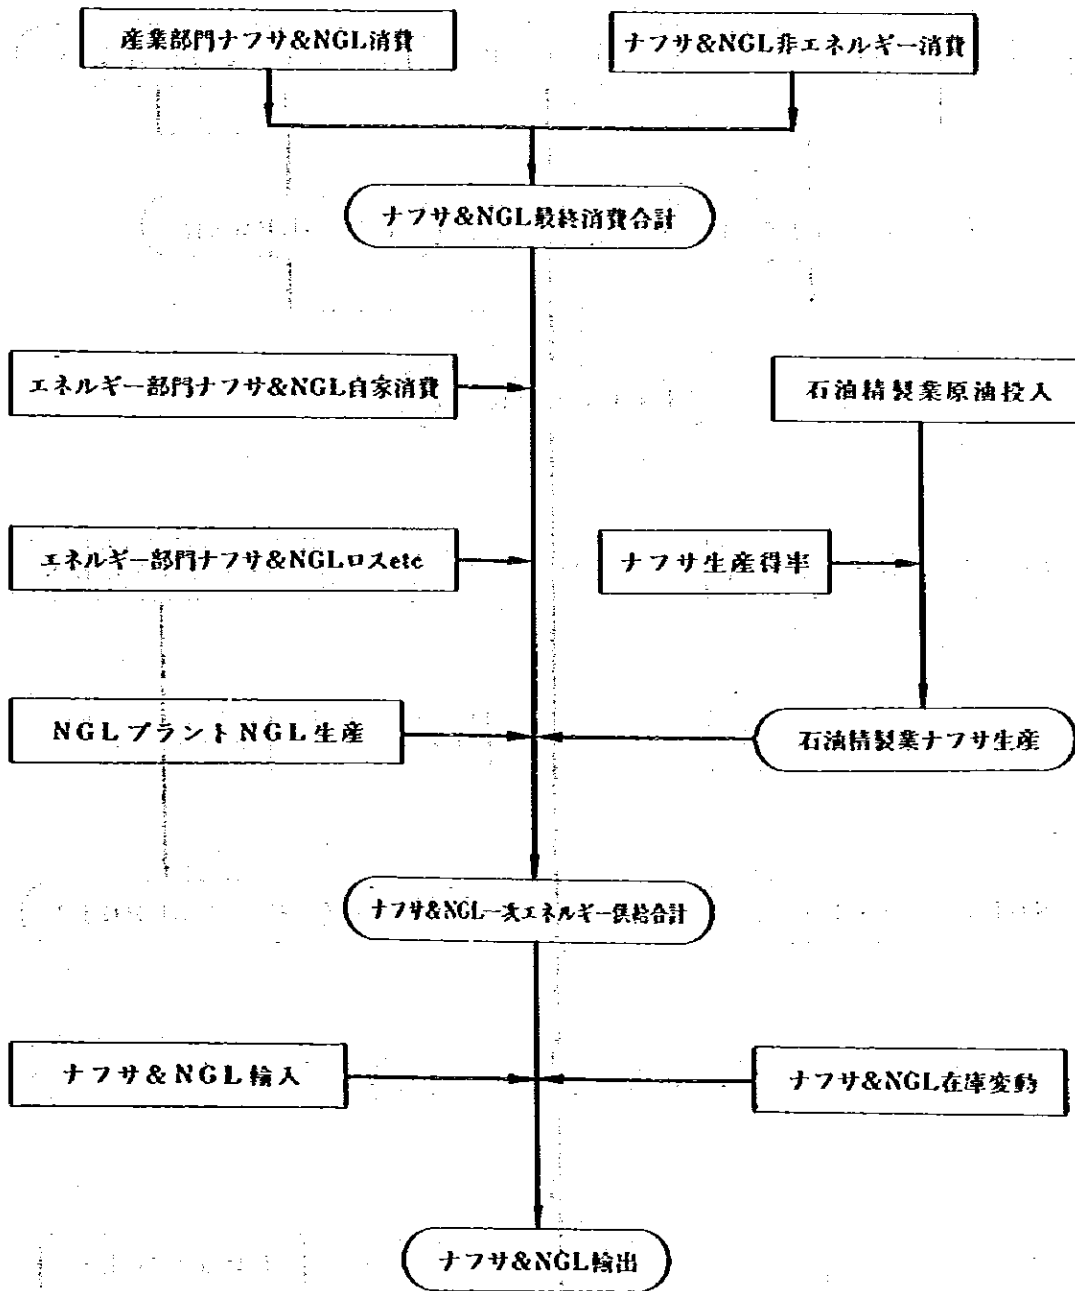 産業部門ナフサ&NGL消費
ナフサ&NGL非エネルギー消費
ナフサ&NGL最終消費合計
エネルギー部門ナフサ&NGL自家消費
石油精製業原油投入
エネルギー部門ナフサ&NGLロスetc
ナフサ生産得率
NGLプラントNGL生産
石油精製業ナフサ生産
ナフサ&NGL一次エネルギー供給合計
ナフサ&NGL輸入
ナフサ&NGL在庫変動
ナフサ&NGL輸出